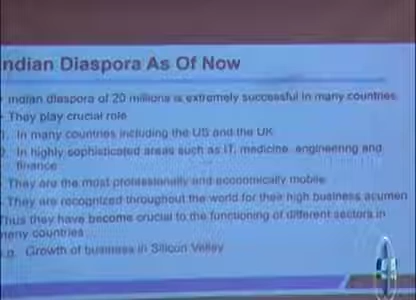 ndian Diaspora As Of Now
• Indian diaspora of 20 millions is extremely successful in many countries.
• They play crucial role
1. In many countries including the US and the UK
2. In highly sophisticated areas such as IT, medicine, engineering and
finance
- They are the most professionally and economically mobile
- They are recognized throughout the world for their high business acumen
Thus they have become crucial to the functioning of different sectors in
many countries
e.g. Growth of business in Silicon Valley